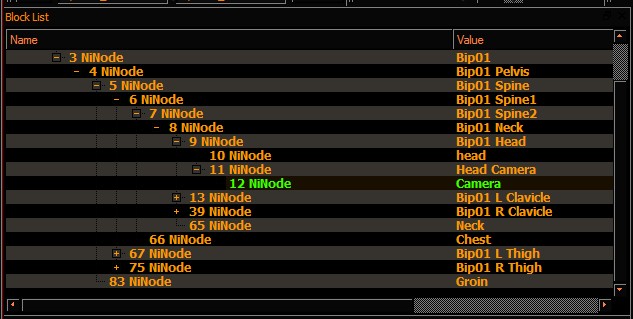 Block List
Name Value
3 NiNode Bip01
4 NiNode Bip01 Pelvis
5 NiNode Bip01 Spine
6 NiNode Bip01 Spine1
7 NiNode Bip01 Spine2
8 NiNode Bip01 Neck
9 NiNode Bip01 Head
10 NiNode head
11 NiNode Head Camera
12 NiNode Camera
13 NiNode Bip01 L Clavicle
39 NiNode Bip01 R Clavicle
65 NiNode Neck
66 NiNode Chest
67 NiNode Bip01 L Thigh
75 NiNode Bip01 R Thigh
83 NiNode Groin